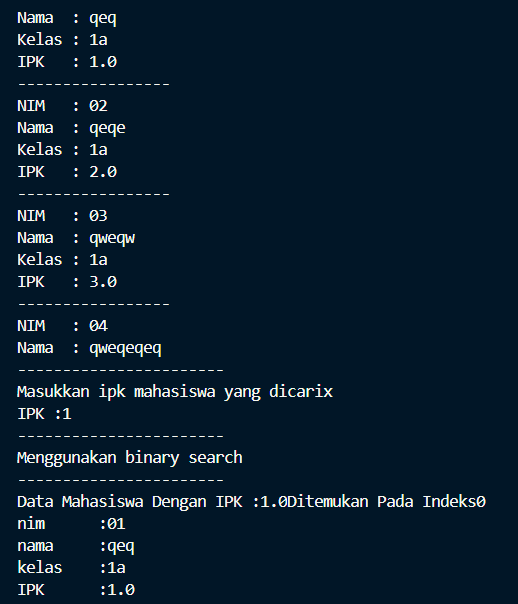 Nama  : qeq
Kelas : 1a
IPK   : 1.0
-----------------
NIM   : 02
Nama  : qeqe
Kelas : 1a
IPK   : 2.0
-----------------
NIM   : 03
Nama  : qweqw
Kelas : 1a
IPK   : 3.0
-----------------
NIM   : 04
Nama  : qweqeqeq
-----------------------
Masukkan ipk mahasiswa yang dicarix
IPK :1
-----------------------
Menggunakan binary search
-----------------------
Data Mahasiswa Dengan IPK :1.0Ditemukan Pada Indeks0
nim      :01
nama     :qeq
kelas    :1a
IPK      :1.0